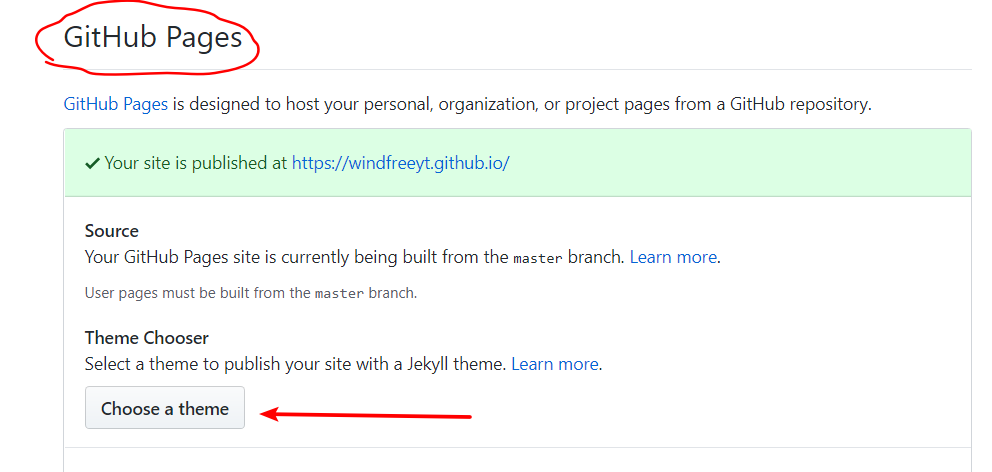 GitHub Pages
GitHub Pages is designed to host your personal, organization, or project pages from a GitHub repository.
Your site is published at https://windfreeyt.github.io/
Source
Your GitHub Pages site is currently being built from the master branch. Learn more.
User pages must be built from the master branch.
Theme Chooser
Select a theme to publish your site with a Jekyll theme. Learn more.
Choose a theme